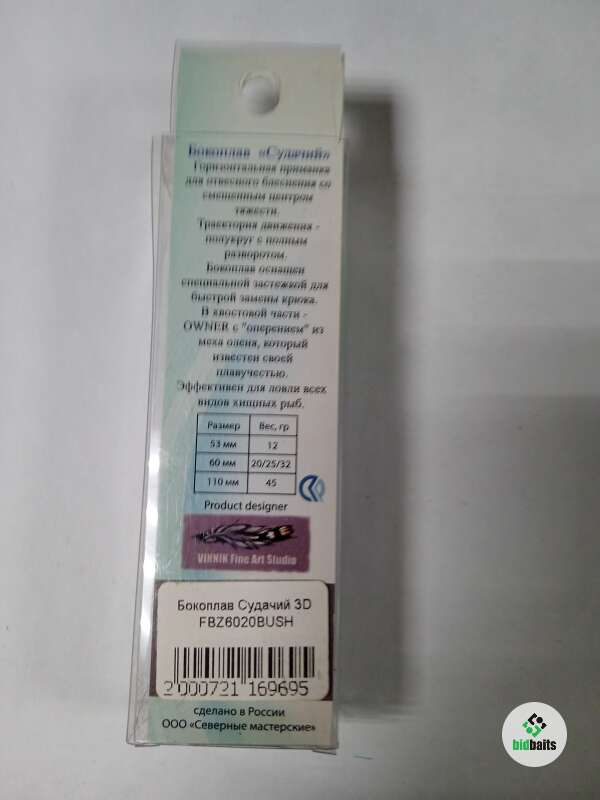 Бокоплав «Судачий»
Горизонтальная приманка
для отвесного блеснения со
смещенным центром
тяжести.
Траектория движения -
полукруг с полным
разворотом.
Бокоплав оснащен
специальной застежкой для
быстрой замены крюка.
В хвостовой части -
OWNER с "оперением" из
меха оленя, который
известен своей
плавучестью.
Эффективен для ловли всех
видов хищных рыб.
Размер Вес, гр
53 мм 12
60 мм 20/25/32
110 мм 45
Product designer
VINNIK Fine Art Studio
Бокоплав Судачий 3D
FBZ6020BUSH
2 000721 169695
сделано в России
ООО «Северные мастерские»
bidbaits